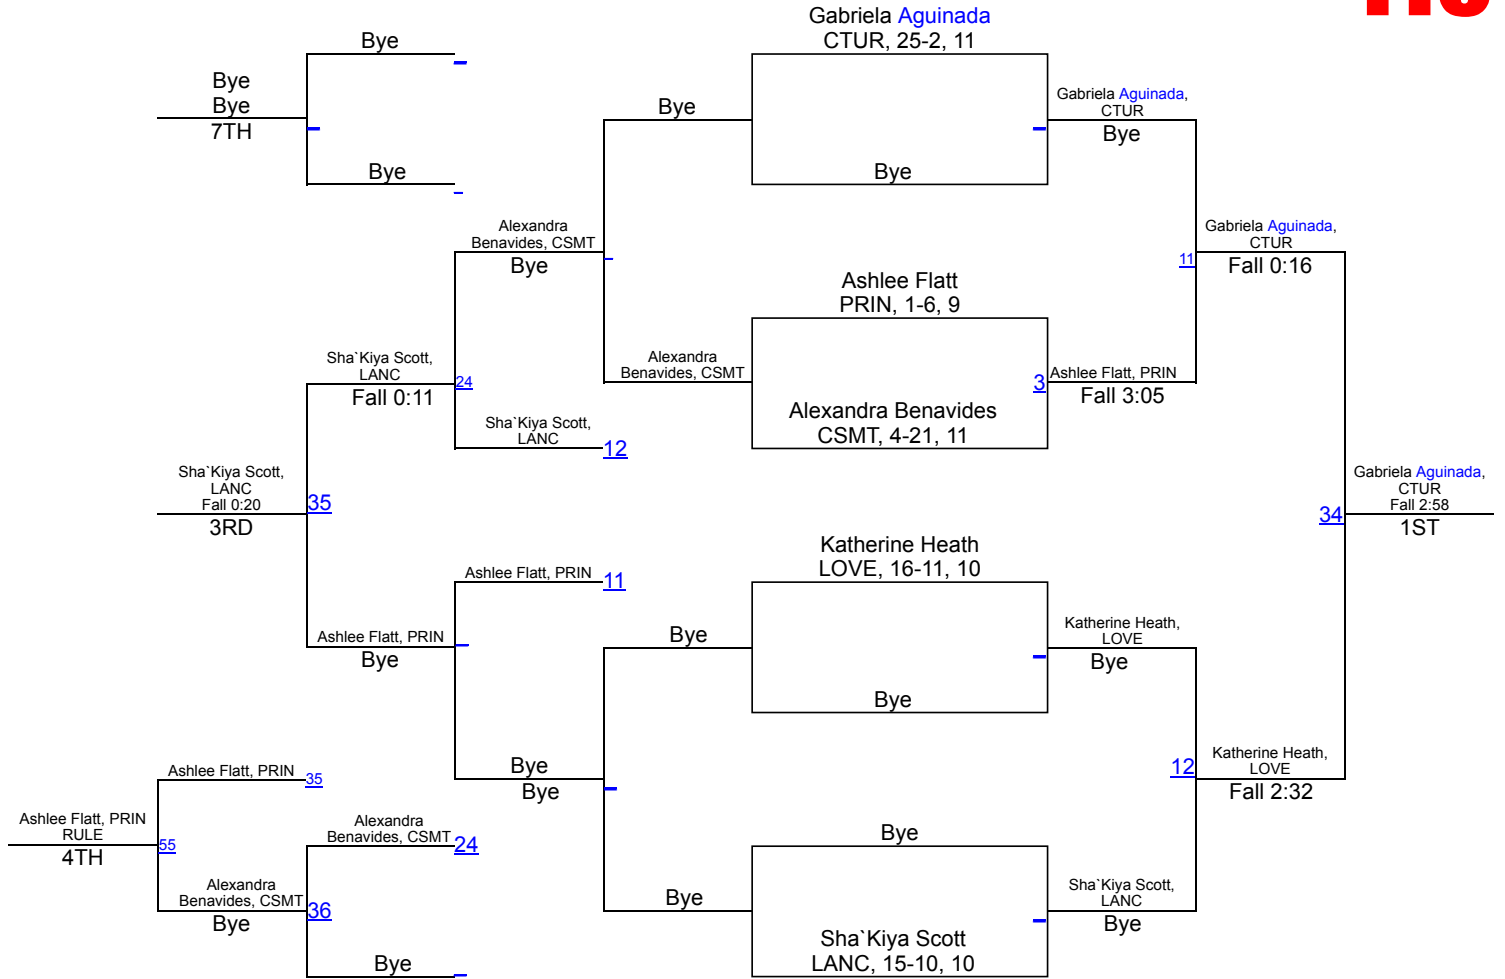 Gabriela Aguinada
CTUR, 25-2, 11
Bye
Bye
Bye
7TH
Bye
Bye
Bye
Gabriela Aguinada,
CTUR
Bye
Alexandra
Benavides, CSMT
Bye
Gabriela Aguinada,
CTUR
11
Fall 0:16
Ashlee Flatt
PRIN, 1-6, 9
Sha`Kiya Scott,
LANC
24
Fall 0:11
Alexandra
Benavides, CSMT
3
Ashlee Flatt, PRIN
Fall 3:05
Alexandra Benavides
CSMT, 4-21, 11
Sha`Kiya Scott,
LANC
12
Sha`Kiya Scott,
LANC
Fall 0:20
35
3RD
Gabriela Aguinada,
CTUR
Fall 2:58
34
1ST
Katherine Heath
LOVE, 16-11, 10
Ashlee Flatt, PRIN
11
Ashlee Flatt, PRIN
Bye
Bye
Katherine Heath,
LOVE
Bye
Bye
Bye
Bye
12
Katherine Heath,
LOVE
Fall 2:32
Ashlee Flatt, PRIN
35
Ashlee Flatt, PRIN
RULE
55
4TH
Alexandra
Benavides, CSMT
24
Bye
Alexandra
Benavides, CSMT
36
Bye
Bye
Sha`Kiya Scott,
LANC
Bye
Sha`Kiya Scott
LANC, 15-10, 10
Bye